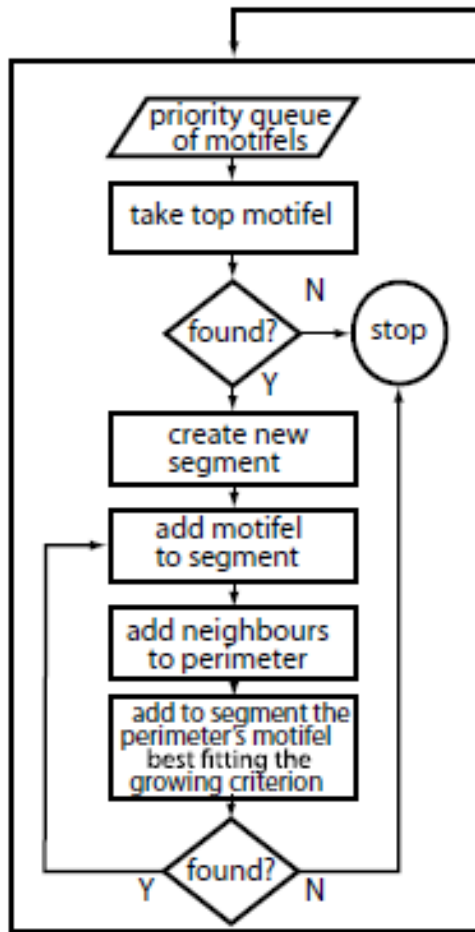 priority queue
of motifels
take top motifel
N
found?
stop
Y
create new
segment
add motifel
to segment
add neighbours
to perimeter
add to segment the
perimeter's motifel
best fitting the
growing criterion
found?
Y
N